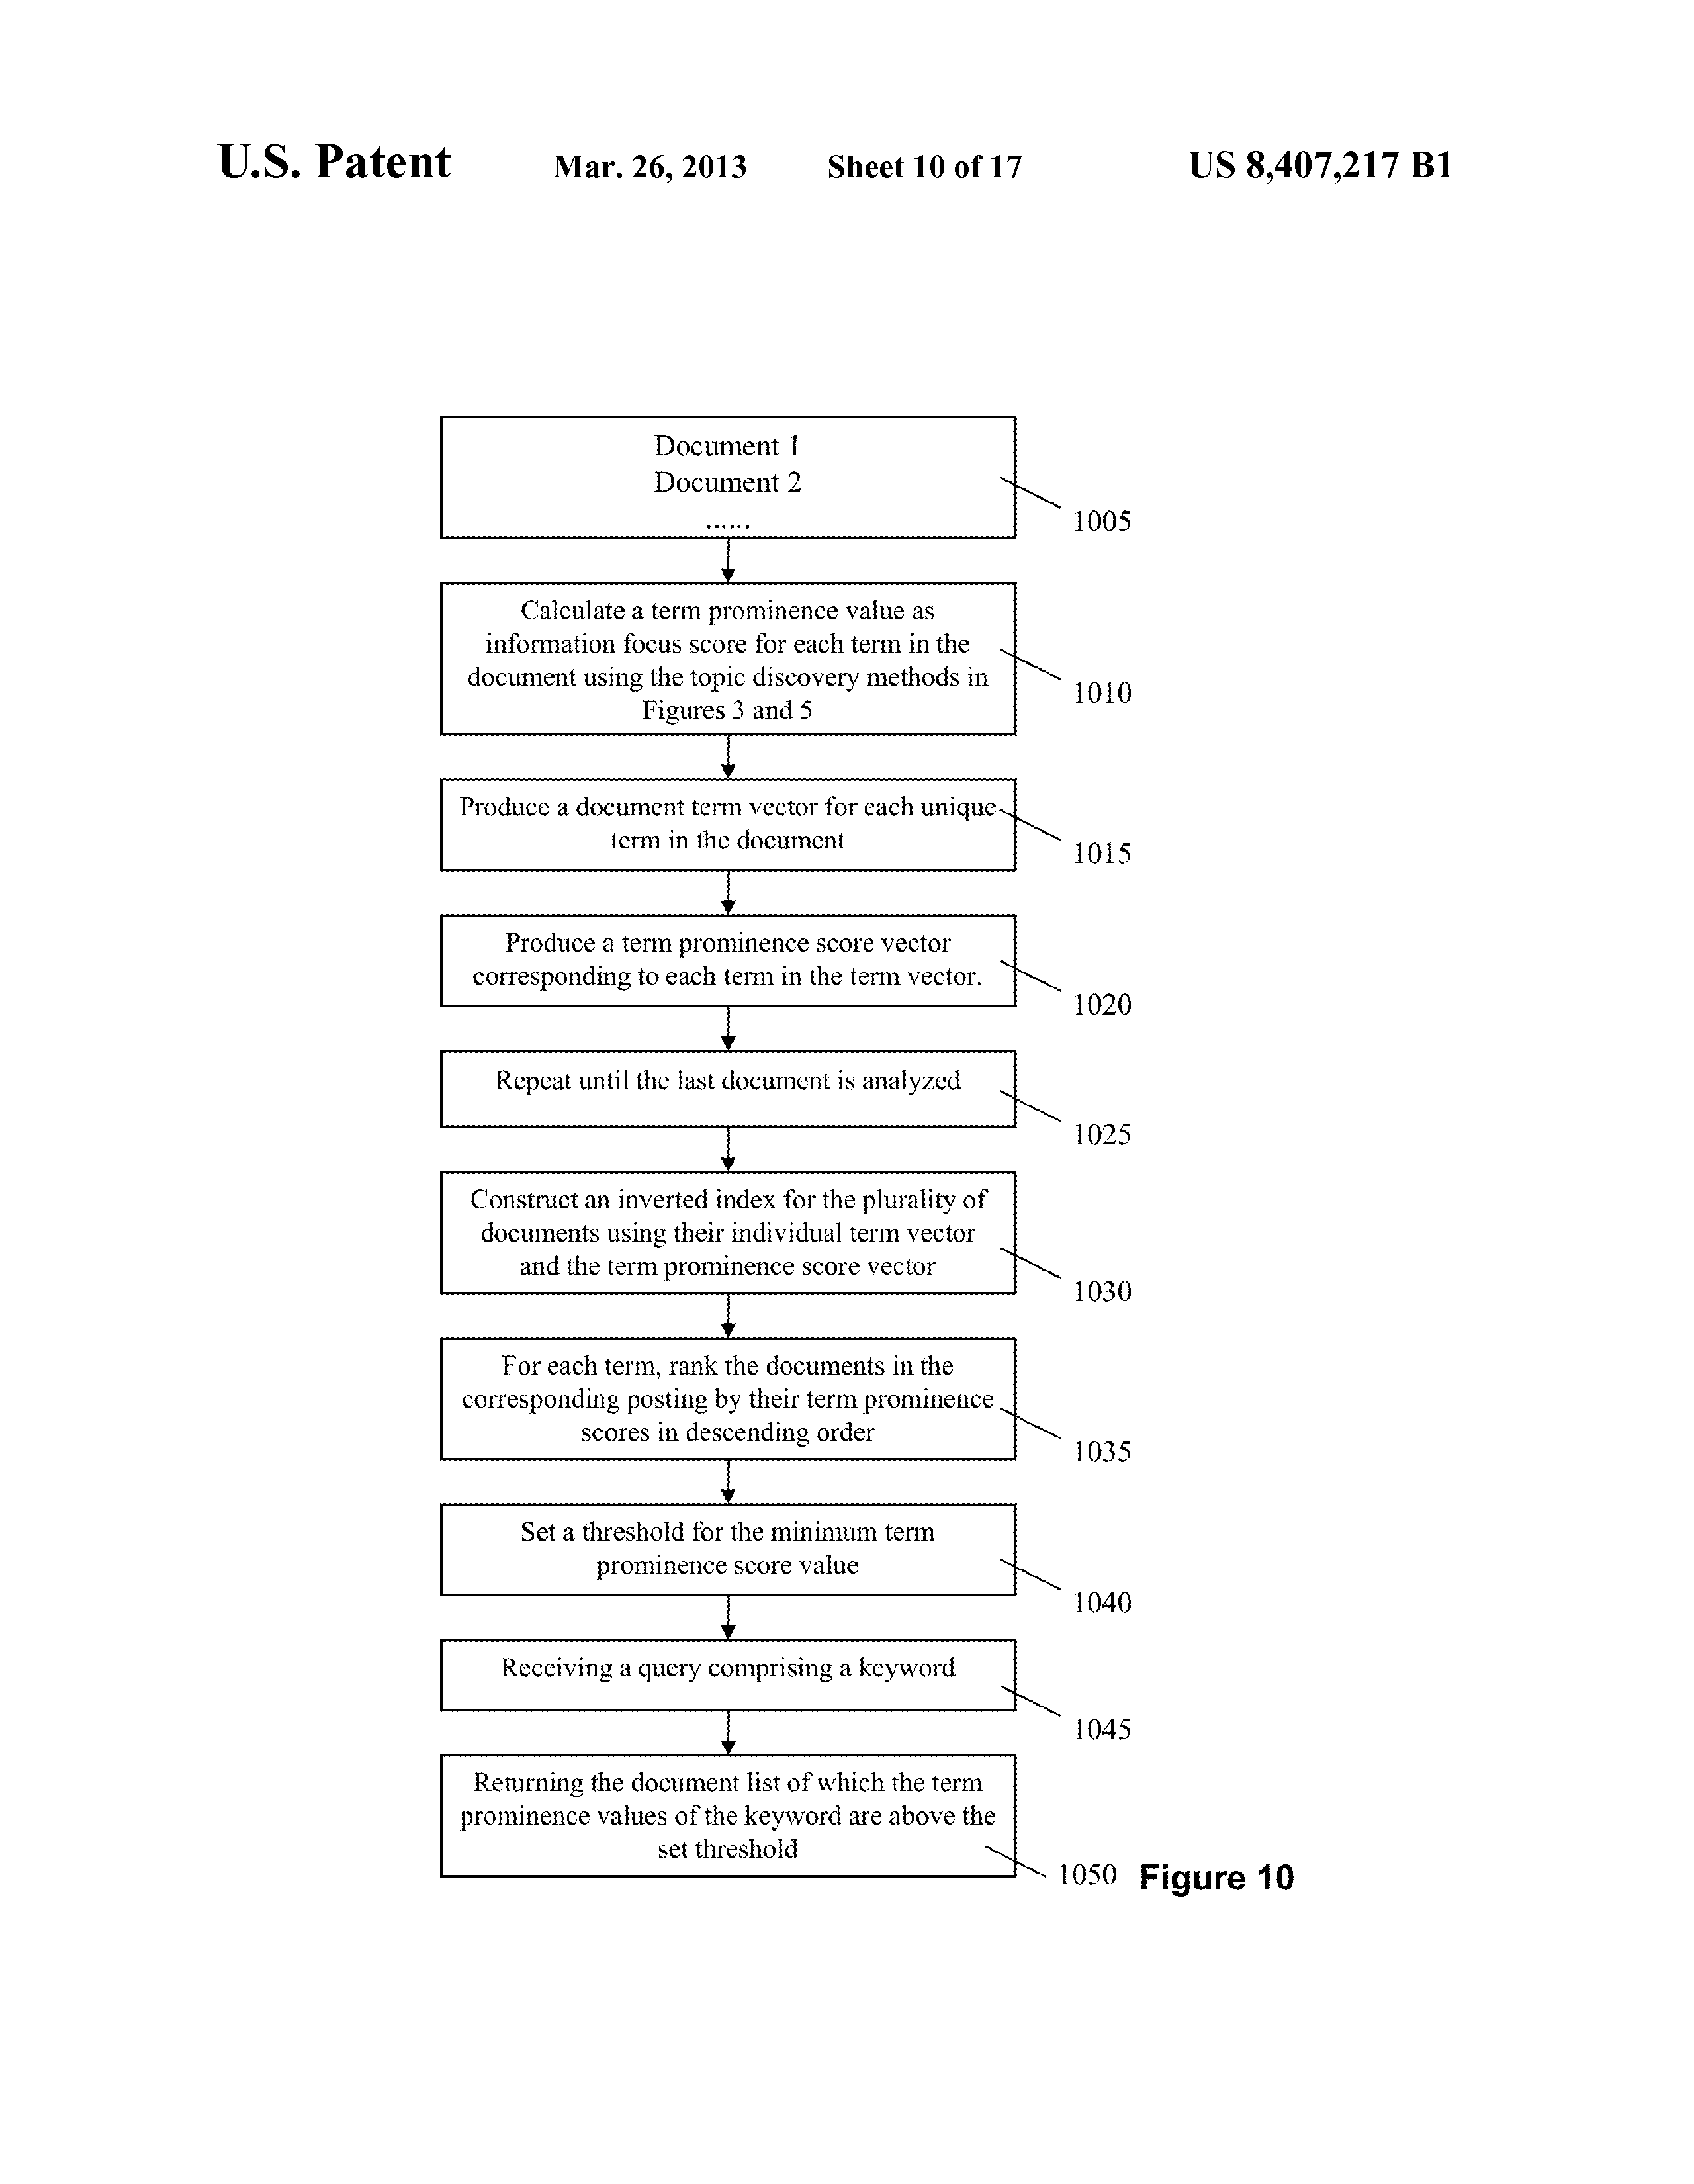 U.S. Patent Mar. 26, 2013 Sheet 10 of 17 US 8,407,217 B1
Document 1
Document 2
......
1005
Calculate a term prominence value as
information focus score for each term in the
document using the topic discovery methods in
Figures 3 and 5
1010
Produce a document term vector for each unique
term in the document
1015
Produce a term prominence score vector
corresponding to each term in the term vector.
1020
Repeat until the last document is analyzed
1025
Construct an inverted index for the plurality of
documents using their individual term vector
and the term prominence score vector
1030
For each term, rank the documents in the
corresponding posting by their term prominence
scores in descending order
1035
Set a threshold for the minimum term
prominence score value
1040
Receiving a query comprising a keyword
1045
Returning the document list of which the term
prominence values of the keyword are above the
set threshold
1050 Figure 10